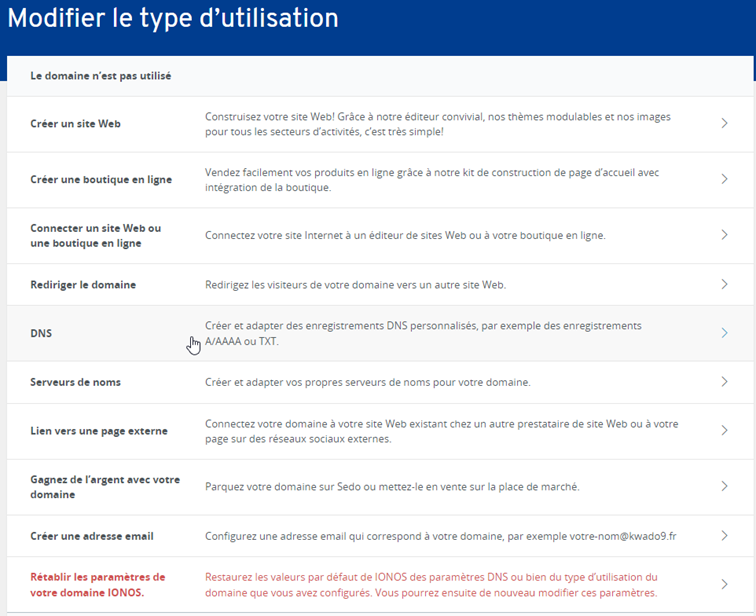 Modifier le type d’utilisation
Le domaine n’est pas utilisé
Créer un site Web
Construisez votre site Web! Grâce à notre éditeur convivial, nos thèmes modulables et nos images
pour tous les secteurs d’activités, c’est très simple!
Créer une boutique en ligne
Vendez facilement vos produits en ligne grâce à notre kit de construction de page d’accueil avec
intégration de la boutique.
Connecter un site Web ou
une boutique en ligne
Connectez votre site Internet à un éditeur de sites Web ou à votre boutique en ligne.
Rediriger le domaine
Redirigez les visiteurs de votre domaine vers un autre site Web.
DNS
Créer et adapter des enregistrements DNS personnalisés, par exemple des enregistrements
A/AAAA ou TXT.
Serveurs de noms
Créer et adapter vos propres serveurs de noms pour votre domaine.
Lien vers une page externe
Connectez votre domaine à votre site Web existant chez un autre prestataire de site Web ou à votre
page sur des réseaux sociaux externes.
Gagnez de l’argent avec votre
domaine
Parquez votre domaine sur Sedo ou mettez-le en vente sur la place de marché.
Créer une adresse email
Configurez une adresse email qui correspond à votre domaine, par exemple votre-nom@kwado9.fr
Rétablir les paramètres de
votre domaine IONOS.
Restaurez les valeurs par défaut de IONOS des paramètres DNS ou bien du type d’utilisation du
domaine que vous avez configurés. Vous pourrez ensuite de nouveau modifier ces paramètres.